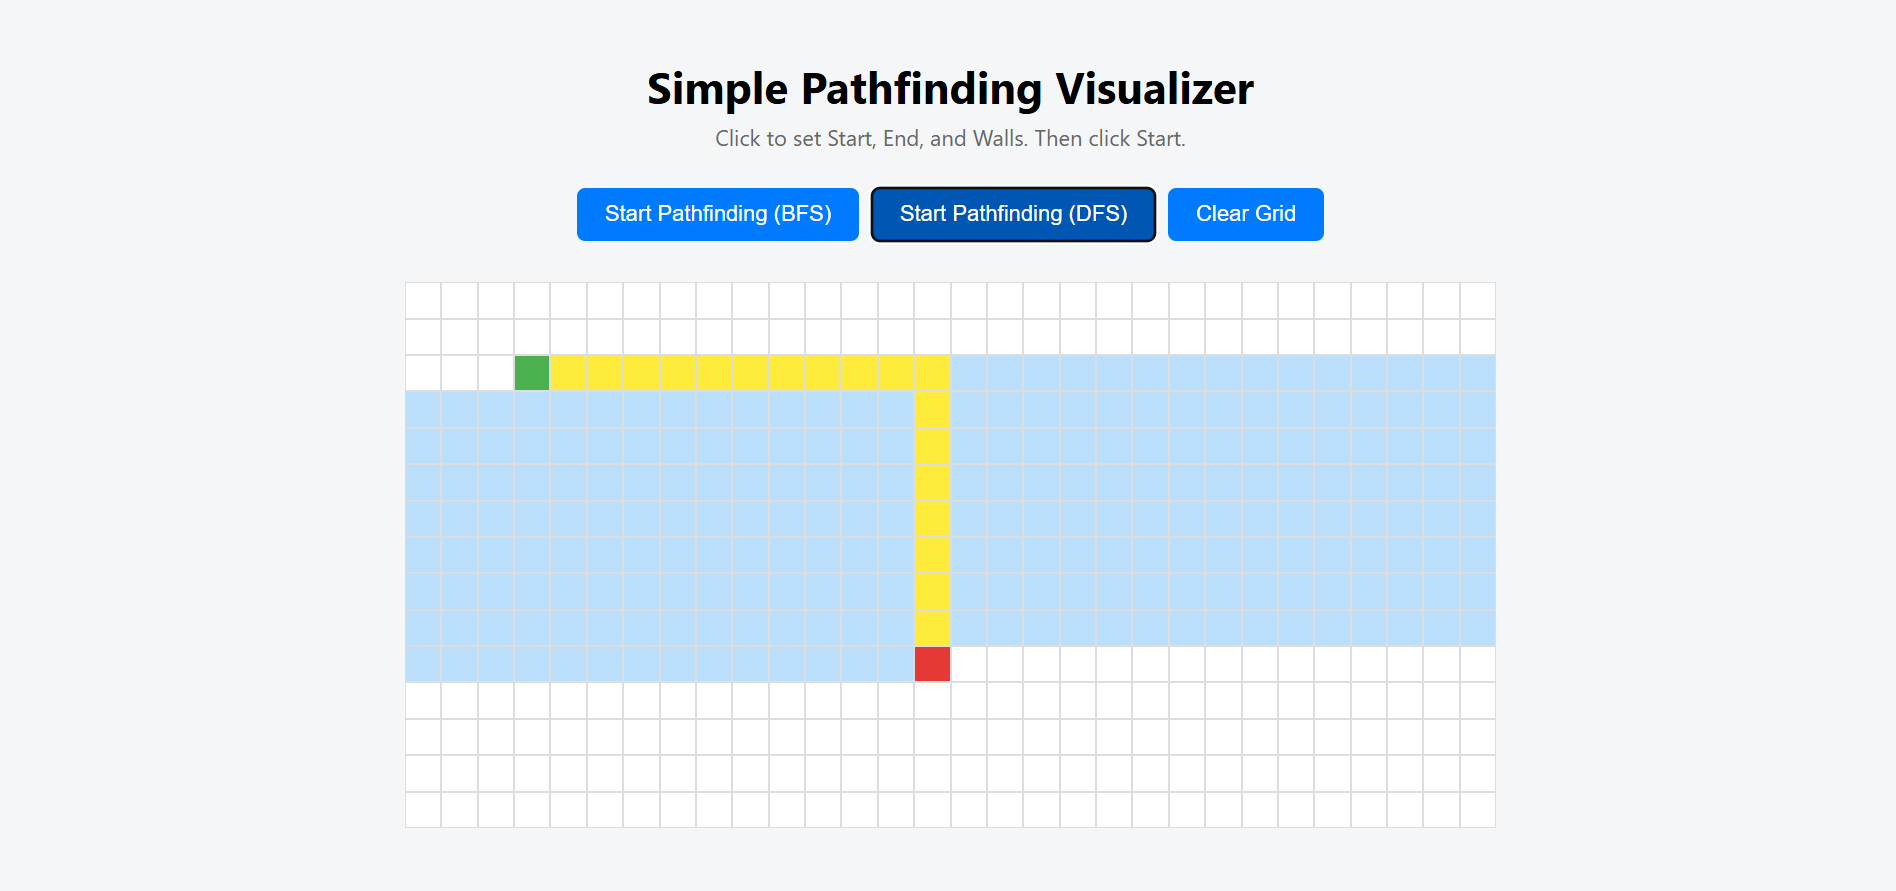 Simple Pathfinding Visualizer
Click to set Start, End, and Walls. Then click Start.
Start Pathfinding (BFS) Start Pathfinding (DFS) Clear Grid